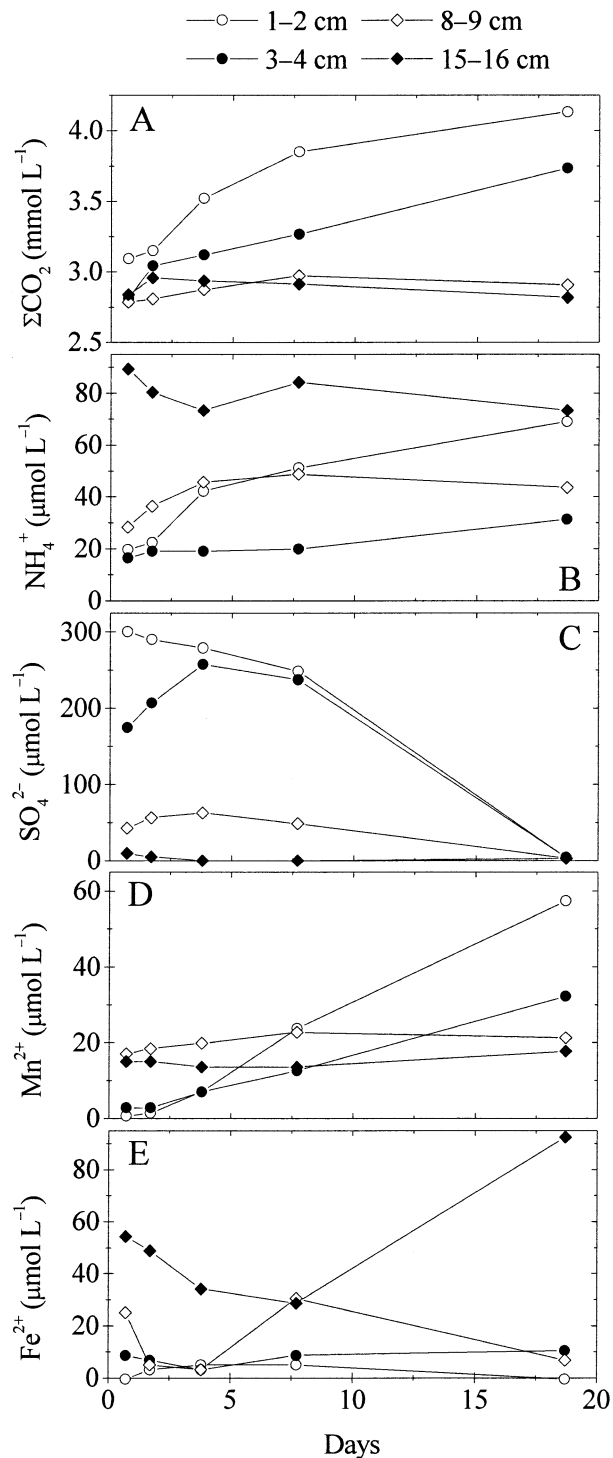 1–2 cm 8–9 cm
3–4 cm 15–16 cm
A
4.0
3.5
3.0
2.5
ΣCO₂ (mmol L⁻¹)
80
60
40
20
0
NH₄⁺ (μmol L⁻¹)
B
C
300
200
100
0
SO₄²⁻ (μmol L⁻¹)
D
60
40
20
0
Mn²⁺ (μmol L⁻¹)
E
80
60
40
20
0
Fe²⁺ (μmol L⁻¹)
0 5 10 15 20
Days